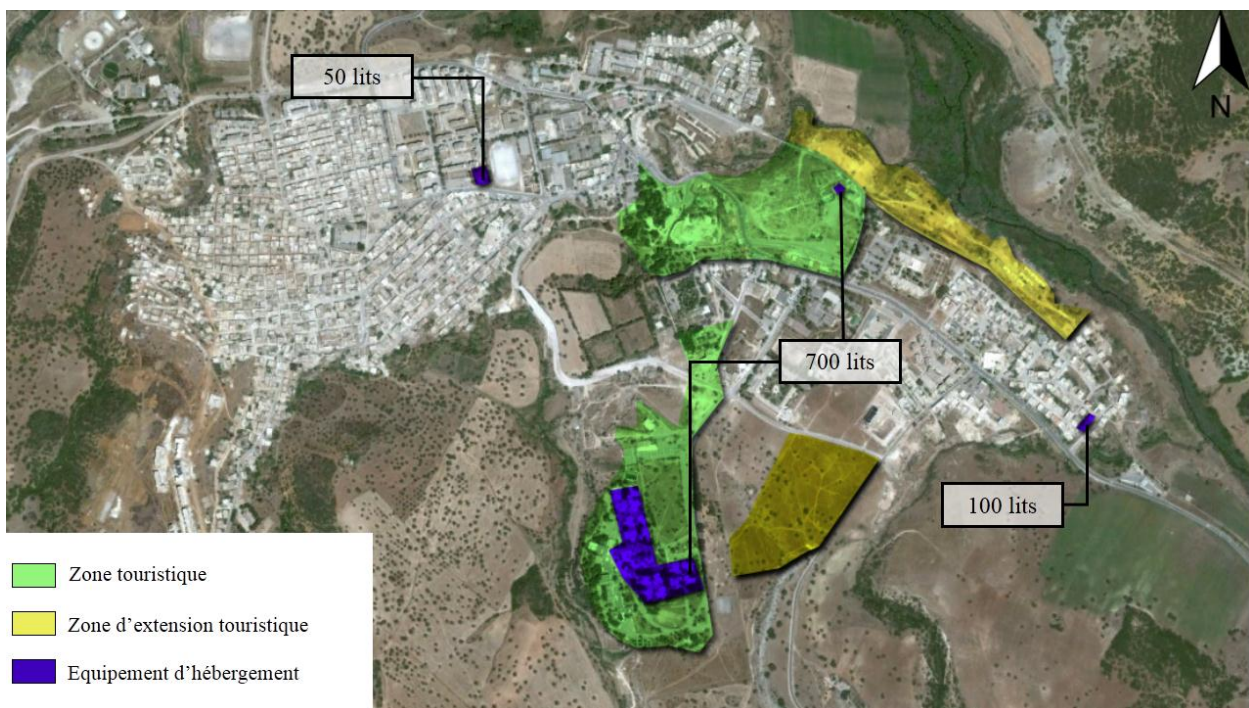 50 lits
N
700 lits
100 lits
Zone touristique
Zone d'extension touristique
Equipement d'hébergement